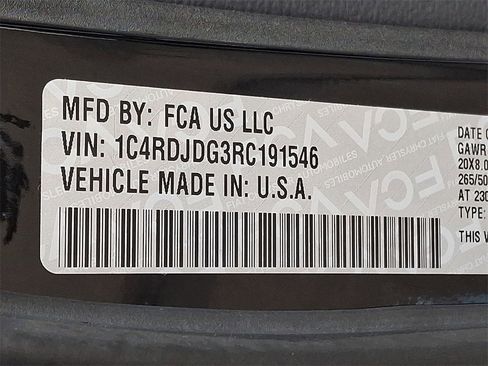 MFD BY: FCA US LLC
VIN: 1C4RDJDG3RC191546
VEHICLE MADE IN: U.S.A.
DATE O
GAWR
20X8.0
265/50
AT 230
TYPE:
THIS V